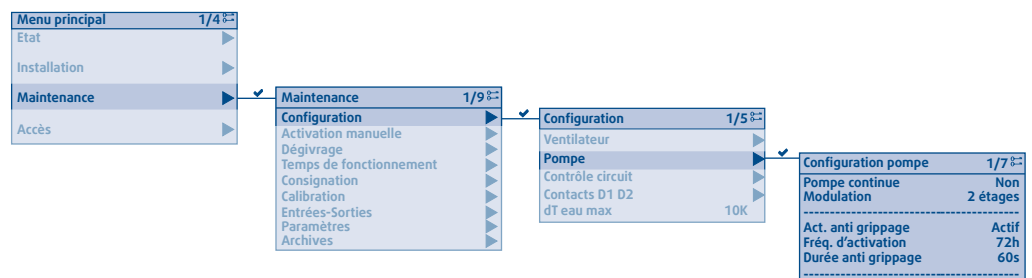 Menu principal 1/4
Etat
Installation
Maintenance
Accès
Maintenance 1/9
Configuration
Activation manuelle
Dégivrage
Temps de fonctionnement
Consignation
Calibration
Entrées-Sorties
Paramètres
Archives
Configuration 1/5
Ventilateur
Pompe
Contrôle circuit
Contacts D1 D2
dT eau max 10K
Configuration pompe 1/7
Pompe continue Non
Modulation 2 étages
Act. anti grippage Actif
Fréq. d'activation 72h
Durée anti grippage 60s